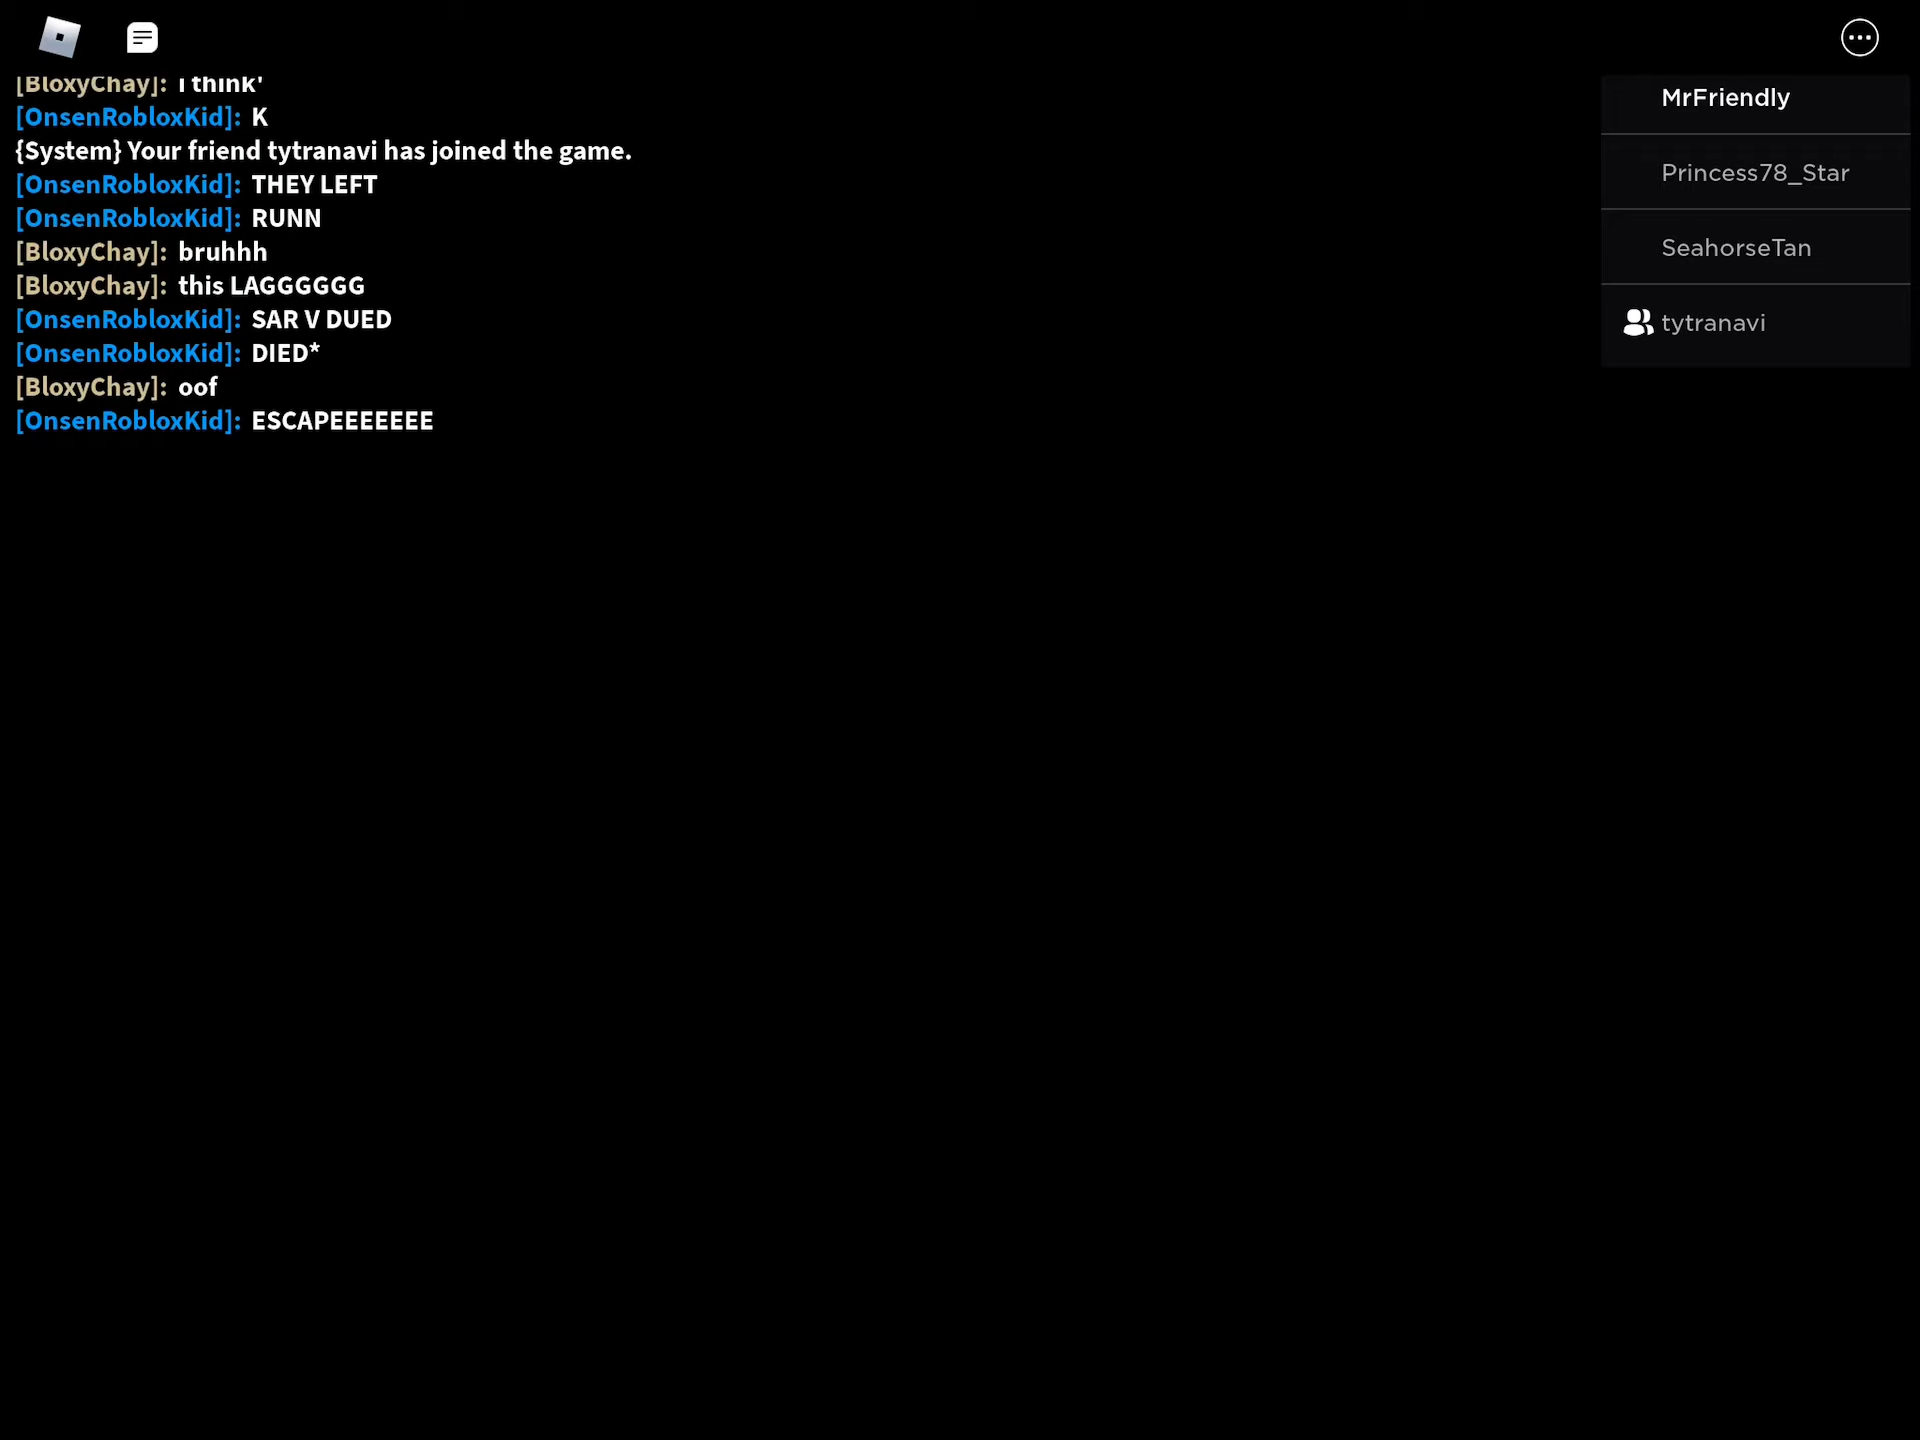 [BloxyChay]: i think'
[OnsenRobloxKid]: K
{System} Your friend tytranavi has joined the game.
[OnsenRobloxKid]: THEY LEFT
[OnsenRobloxKid]: RUNN
[BloxyChay]: bruhhh
[BloxyChay]: this LAGGGGGG
[OnsenRobloxKid]: SAR V DUED
[OnsenRobloxKid]: DIED*
[BloxyChay]: oof
[OnsenRobloxKid]: ESCAPEEEEEEE
MrFriendly
Princess78_Star
SeahorseTan
tytranavi